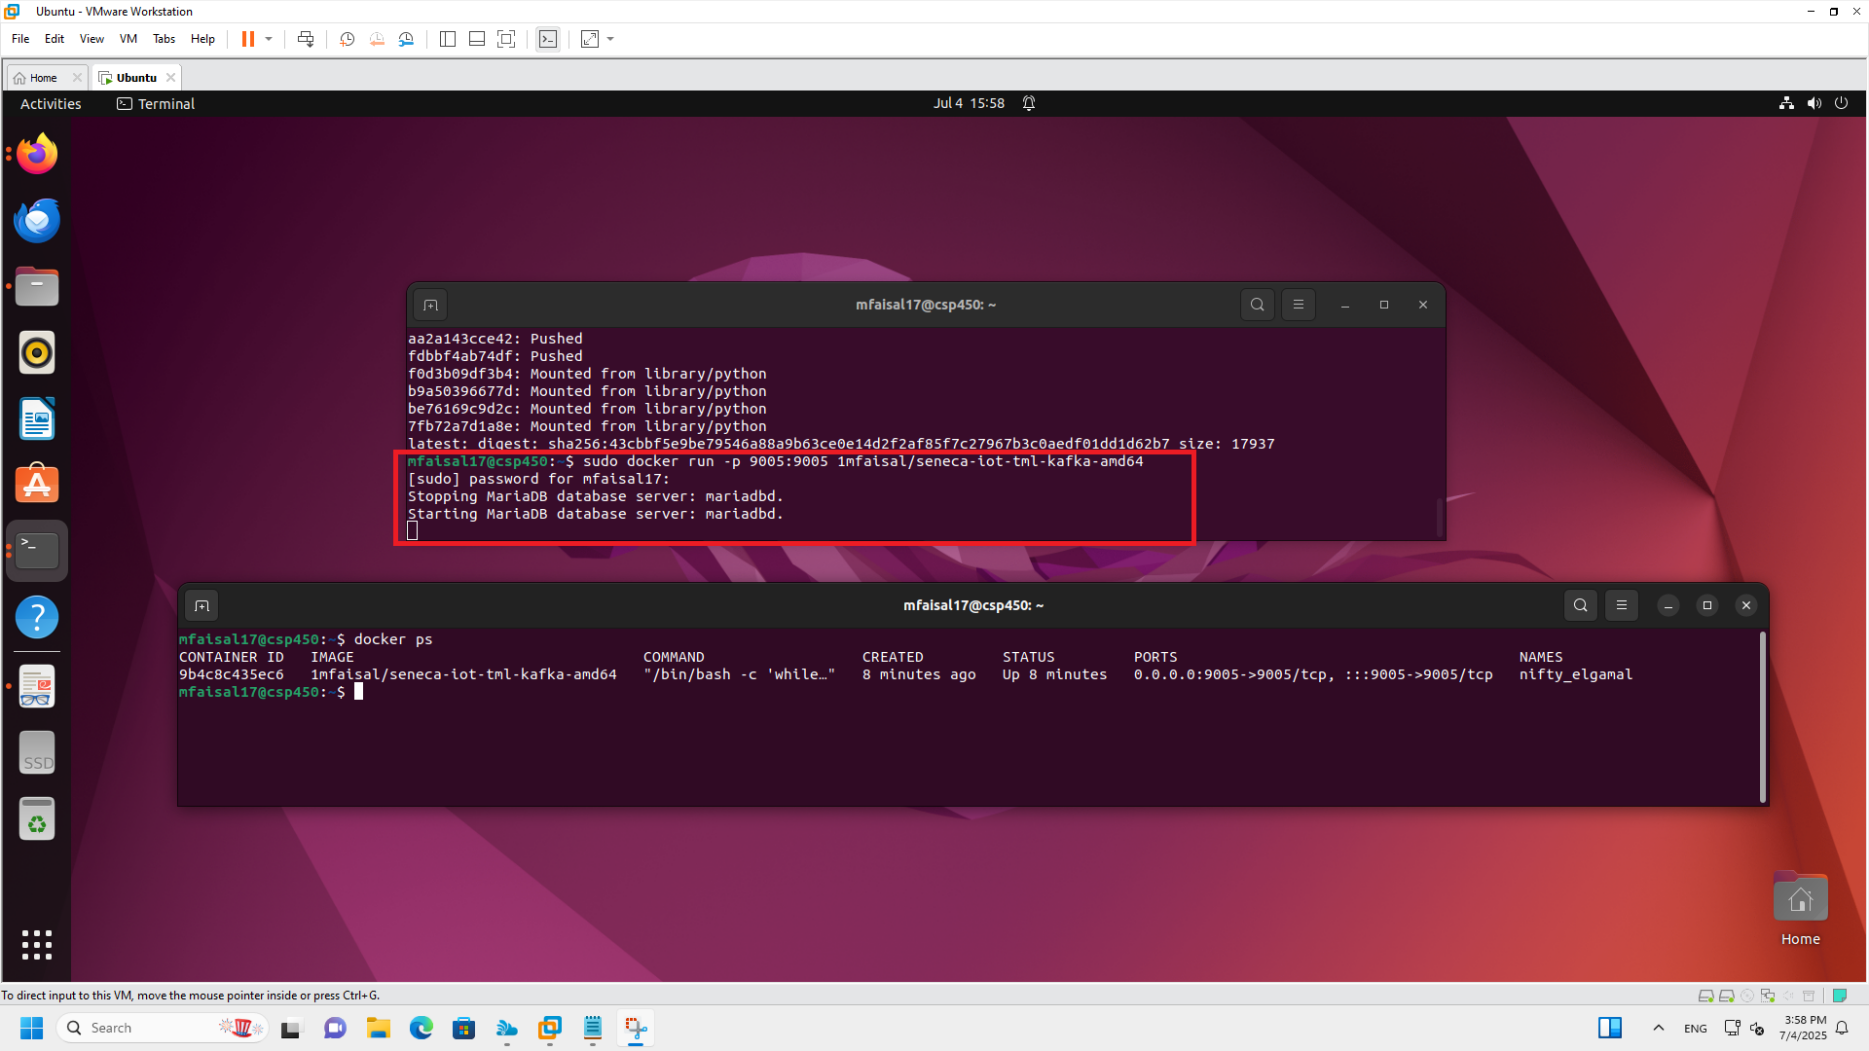 Ubuntu - VMware Workstation
File Edit View VM Tabs Help
Home
Ubuntu
Activities
Terminal
Jul 4 15:58
mfaisal17@csp450: ~
aa2a143cce42: Pushed
fdbbf4ab74df: Pushed
f0d3b09df3b4: Mounted from library/python
b9a50396677d: Mounted from library/python
be76169c9d2c: Mounted from library/python
7fb72a7d1a8e: Mounted from library/python
latest: digest: sha256:43cbbf5e9be79546a88a9b63ce0e14d2f2af85f7c27967b3c0aedf01dd1d62b7 size: 17937
mfaisal17@csp450:~$ sudo docker run -p 9005:9005 1mfaisal/seneca-iot-tml-kafka-amd64
[sudo] password for mfaisal17:
Stopping MariaDB database server: mariadbd.
Starting MariaDB database server: mariadbd.
mfaisal17@csp450: ~
mfaisal17@csp450:~$ docker ps
CONTAINER ID IMAGE COMMAND CREATED STATUS PORTS NAMES
9b4c8c435ec6 1mfaisal/seneca-iot-tml-kafka-amd64 "/bin/bash -c 'while…" 8 minutes ago Up 8 minutes 0.0.0.0:9005->9005/tcp, :::9005->9005/tcp nifty_elgamal
mfaisal17@csp450:~$
SSD
Home
To direct input to this VM, move the mouse pointer inside or press Ctrl+G.
Search
ENG
3:58 PM
7/4/2025